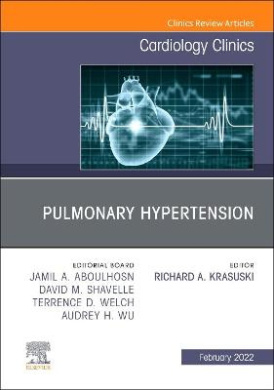 Clinics Review Articles
Cardiology Clinics
PULMONARY HYPERTENSION
EDITORIAL BOARD
JAMIL A. ABOULHOSN
DAVID M. SHAVELLE
TERRENCE D. WELCH
AUDREY H. WU
EDITOR
RICHARD A. KRASUSKI
ELSEVIER
February 2022